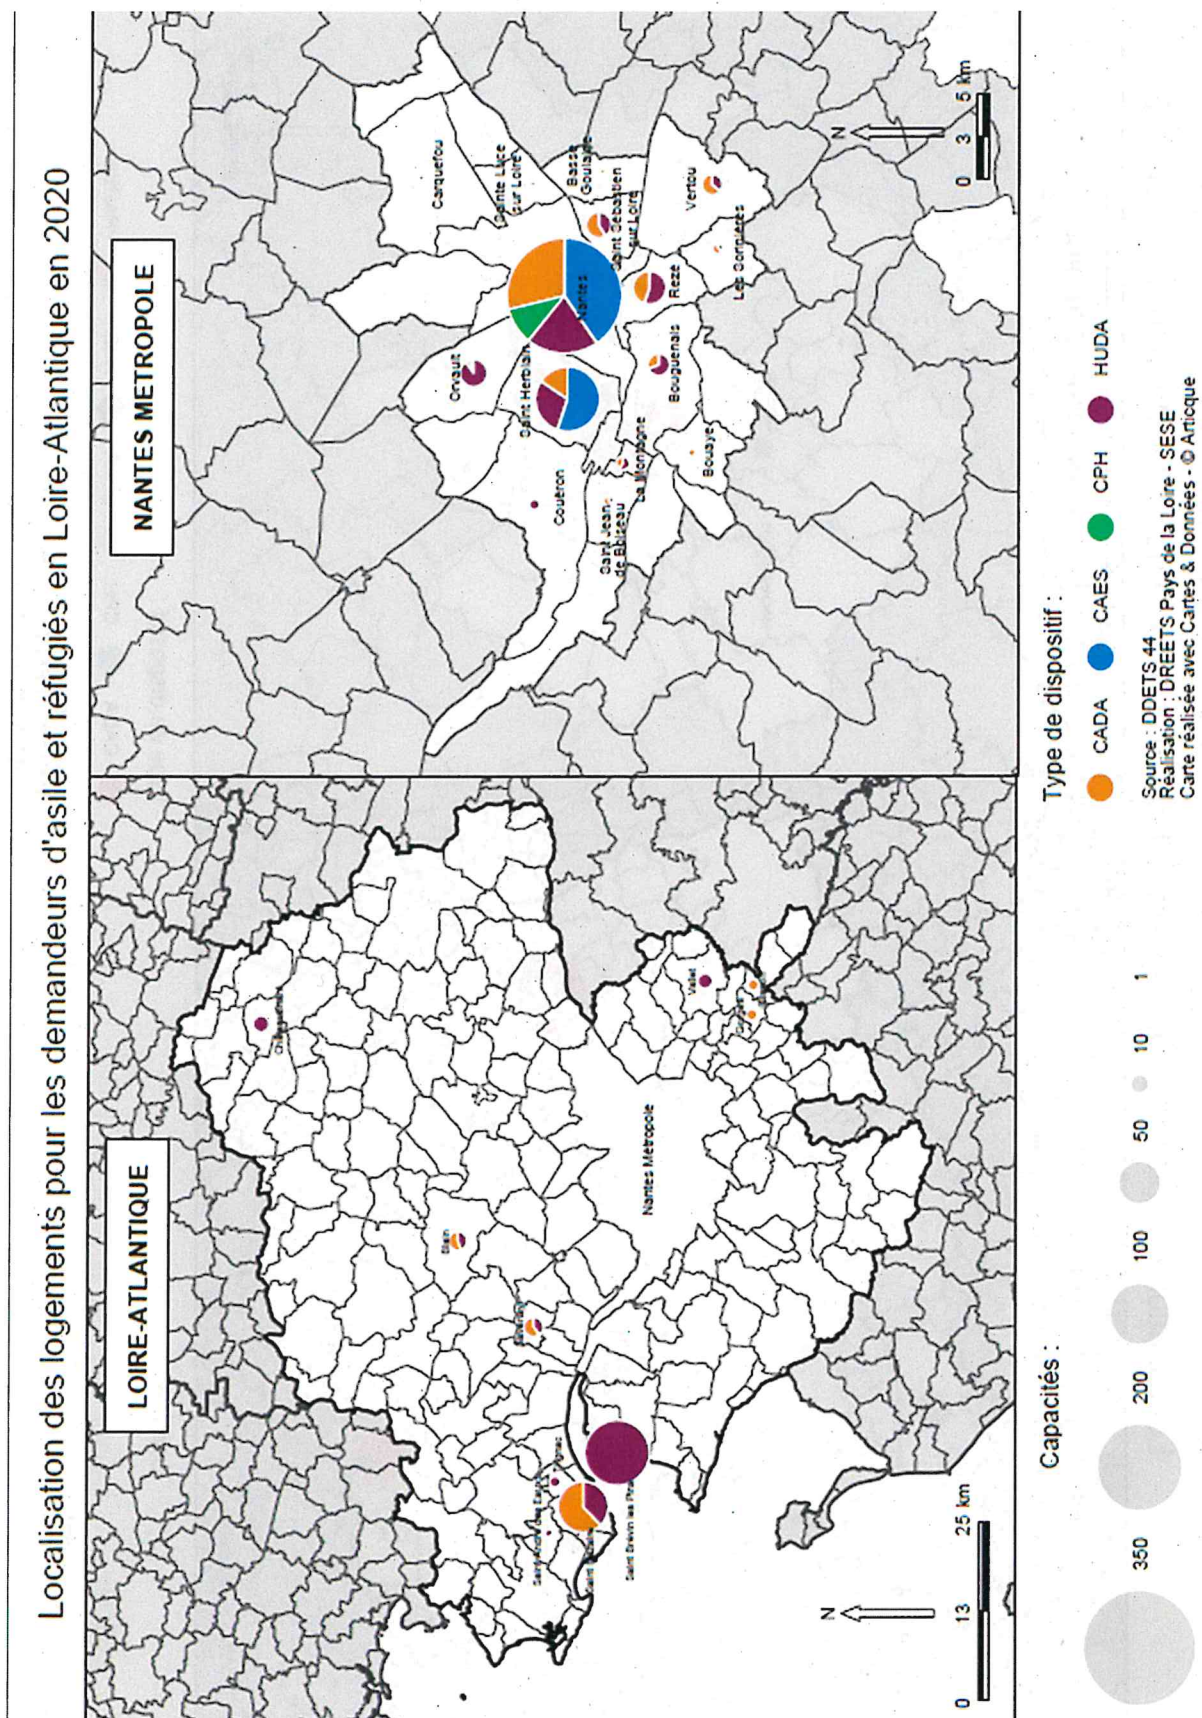 Localisation des logements pour les demandeurs d'asile et réfugiés en Loire-Atlantique en 2020
LOIRE-ATLANTIQUE
Blain
Nantes Métropole
Vallet
Saint Brévin les Pins
N
0 13 25 km
NANTES METROPOLE
Carquefou
Sainte Luce
sur Loire
Orvault
Saint Herblain
Nantes
Basse
Goulaine
Saint Sébastien
sur Loire
Couëron
Saint Jean
de Boiseau
La Montagne
Bouguenais
Rezé
Vertou
Les Sorinières
Bouaye
N
0 3 5 km
Capacités :
350 200 100 50 10 1
Type de dispositif :
CADA CAES CPH HUDA
Source : DDETS 44
Réalisation : DREETS Pays de la Loire - SESE
Carte réalisée avec Cartes & Données - © Articque